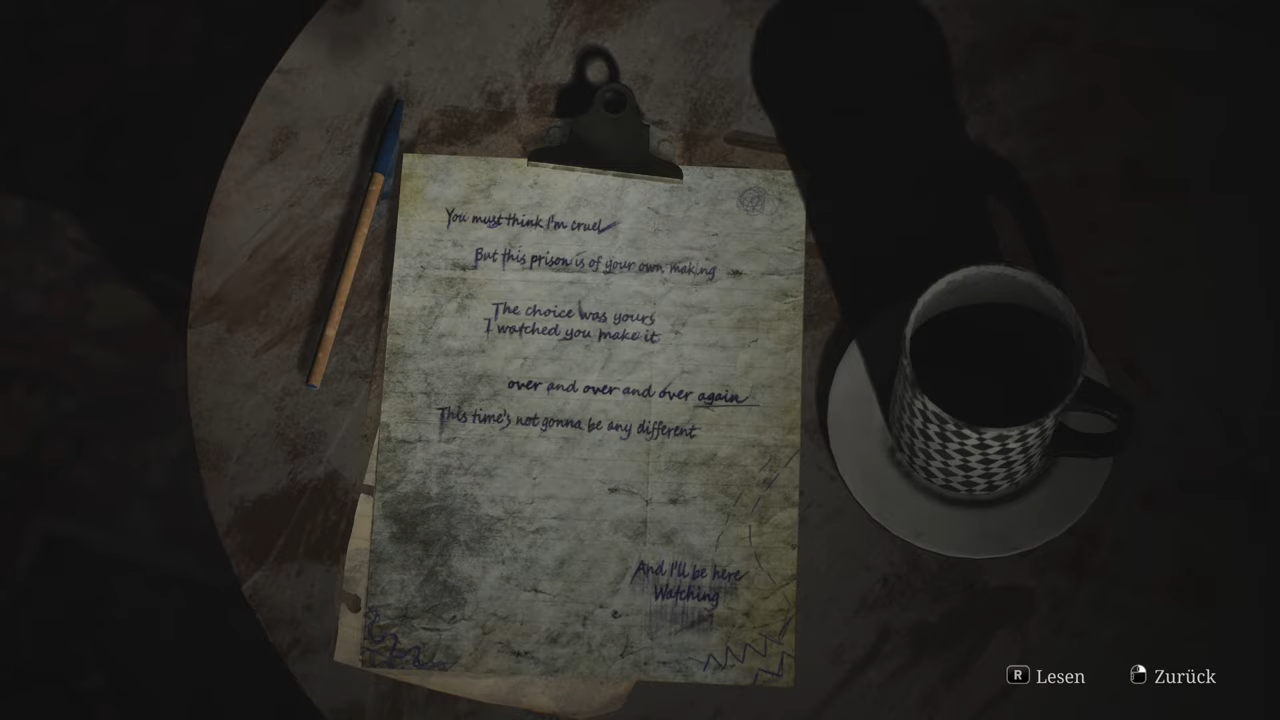 You must think I'm cruel
But this prison is of your own making
The choice was yours
I watched you make it
over and over and over again
This time's not gonna be any different
And I'll be here
Watching
R Lesen
Zurück